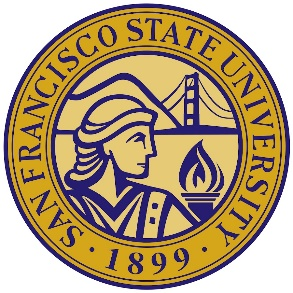 SAN FRANCISCO STATE UNIVERSITY
· 1899 ·